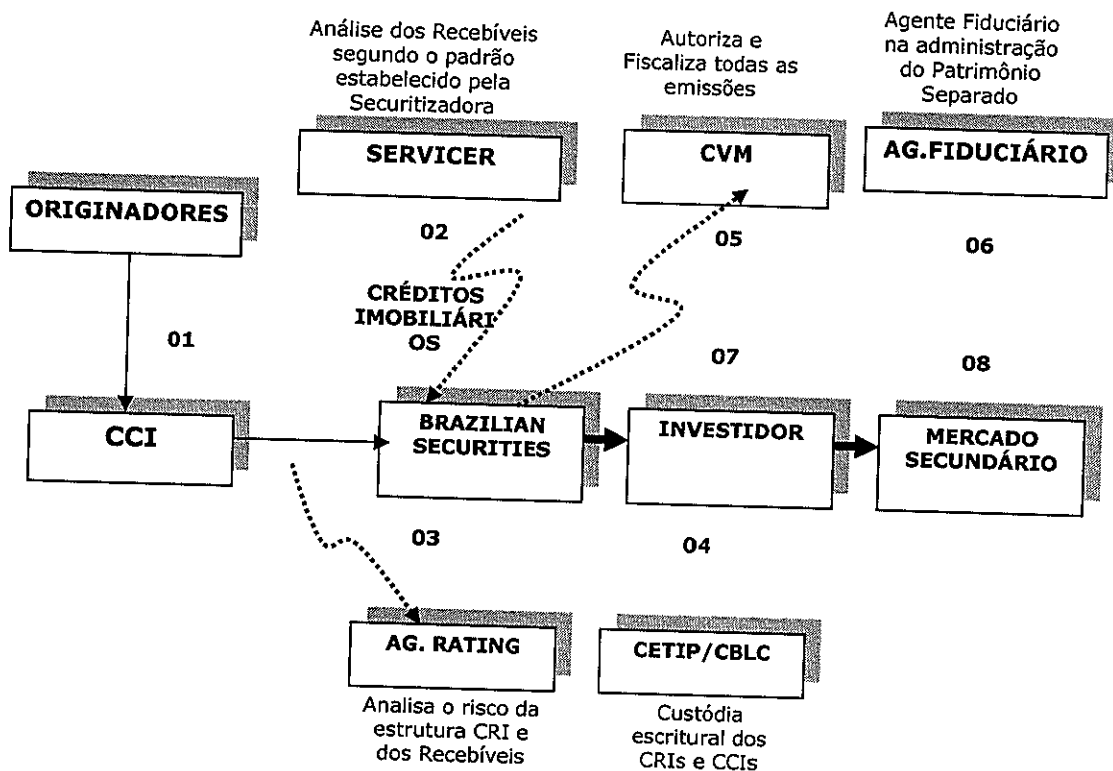 Análise dos Recebíveis
segundo o padrão
estabelecido pela
Securitizadora
Autoriza e
Fiscaliza todas as
emissões
Agente Fiduciário
na administração
do Patrimônio
Separado
SERVICER
CVM
AG.FIDUCIÁRIO
ORIGINADORES
02
05
06
CRÉDITOS
IMOBILIÁRI
OS
01
07
08
CCI
BRAZILIAN
SECURITIES
INVESTIDOR
MERCADO
SECUNDÁRIO
03
04
AG. RATING
CETIP/CBLC
Analisa o risco da
estrutura CRI e
dos Recebíveis
Custódia
escritural dos
CRIs e CCIs